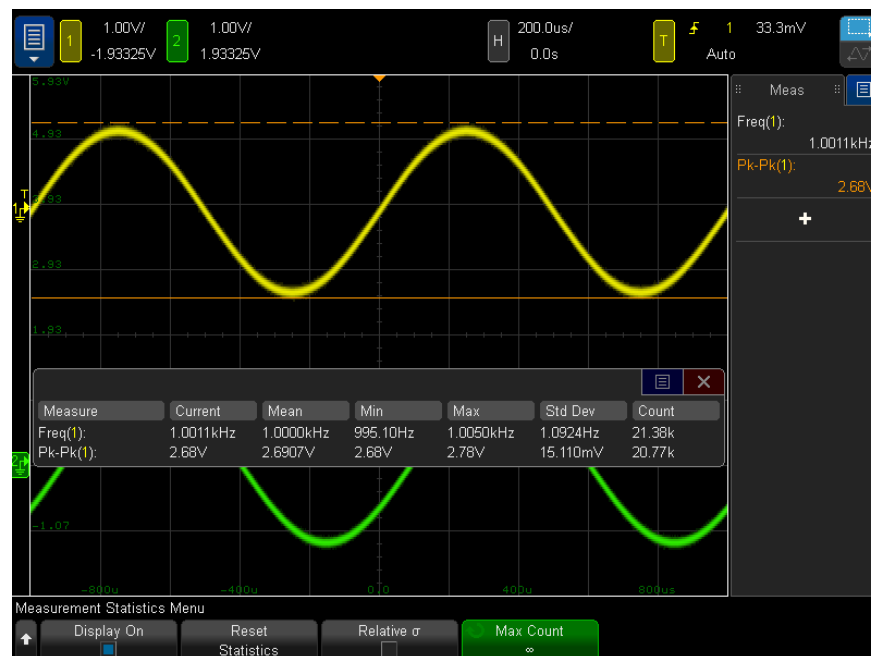 1 1.00V/ -1.93325V
2 1.00V/ 1.93325V
H 200.0us/ 0.0s
T 1 33.3mV Auto
5.93V
4.93
3.93
2.93
1.93
-1.07
T
1
2
-800u -400u 0.0 400u 800us
Meas
Freq(1):
1.0011kHz
Pk-Pk(1):
2.68V
+
Measure Current Mean Min Max Std Dev Count
Freq(1): 1.0011kHz 1.0000kHz 995.10Hz 1.0050kHz 1.0924Hz 21.38k
Pk-Pk(1): 2.68V 2.6907V 2.68V 2.78V 15.110mV 20.77k
Measurement Statistics Menu
Display On
Reset Statistics
Relative σ
Max Count ∞